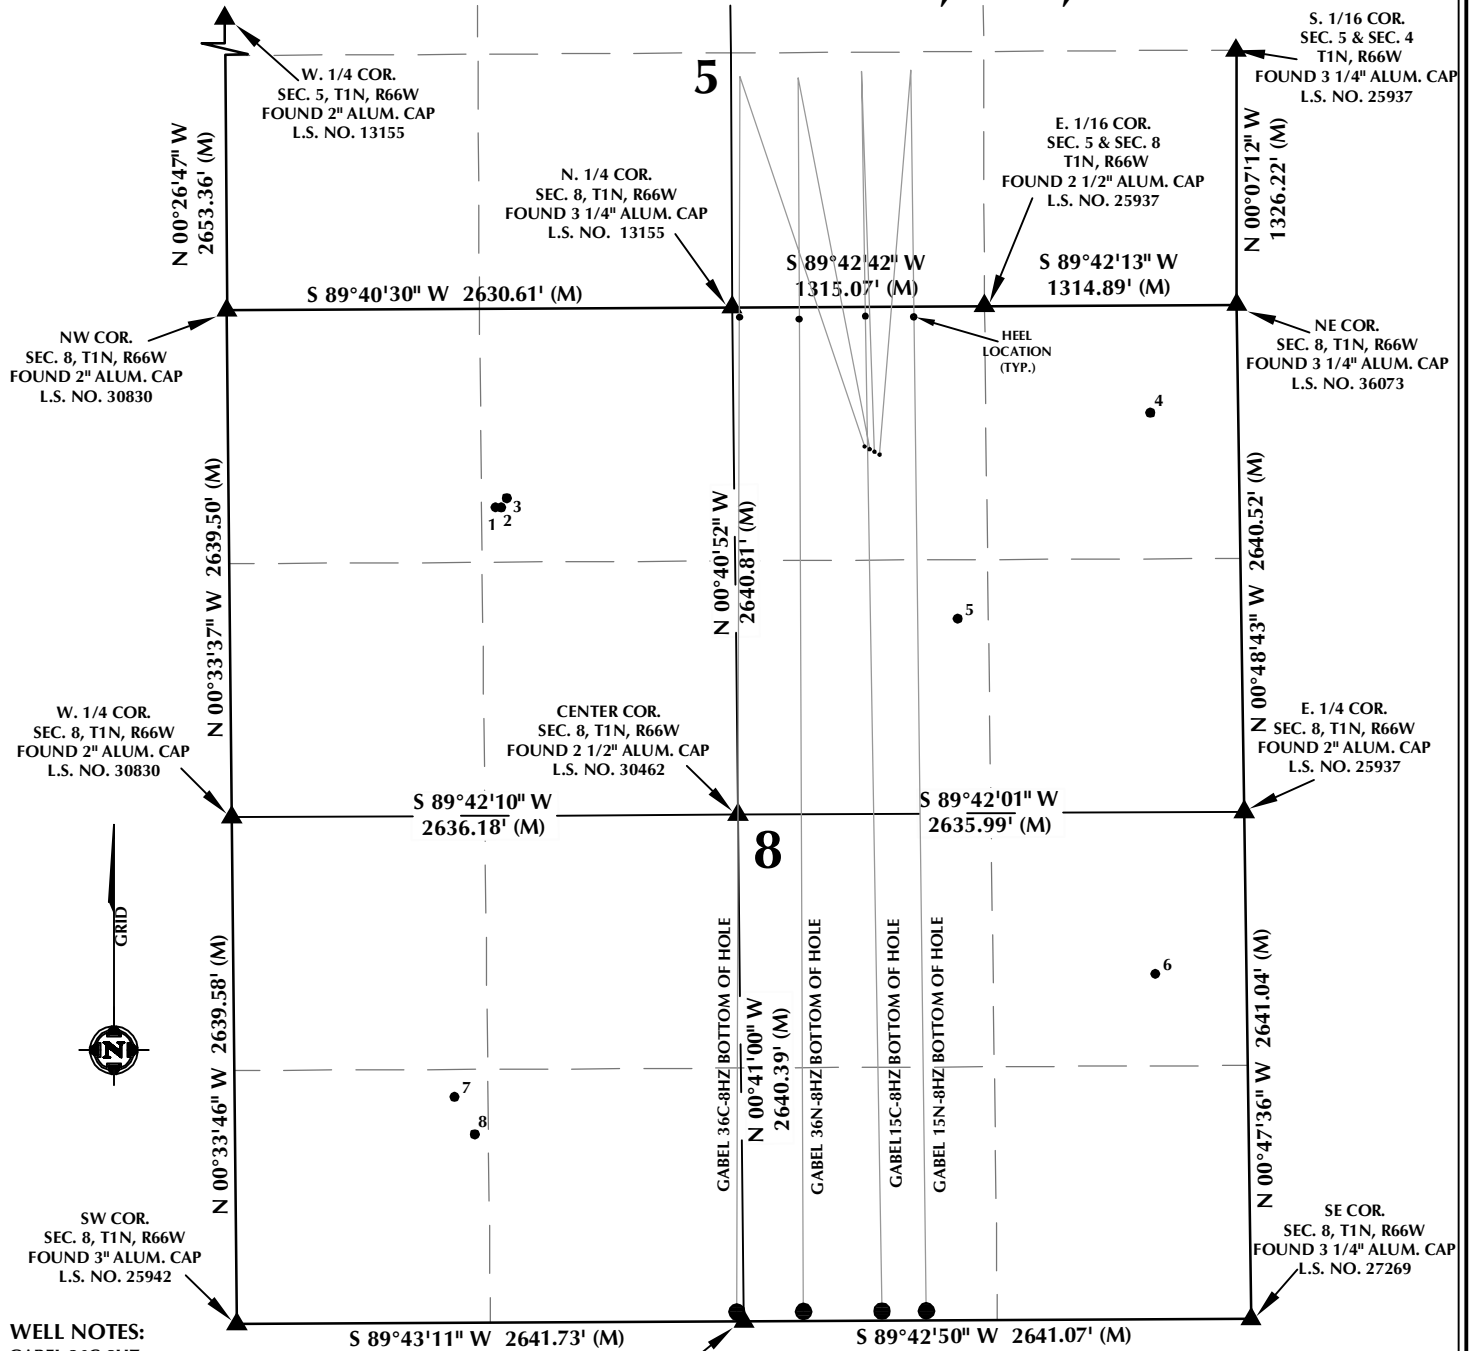 S. 1/16 COR.
SEC. 5 & SEC. 4
T1N, R66W
FOUND 3 1/4" ALUM. CAP
L.S. NO. 25937
W. 1/4 COR.
SEC. 5, T1N, R66W
FOUND 2" ALUM. CAP
L.S. NO. 13155
5
E. 1/16 COR.
SEC. 5 & SEC. 8
T1N, R66W
FOUND 2 1/2" ALUM. CAP
L.S. NO. 25937
N. 1/4 COR.
SEC. 8, T1N, R66W
FOUND 3 1/4" ALUM. CAP
L.S. NO. 13155
N 00°26'47" W
2653.36' (M)
N 00°07'12" W
1326.22' (M)
S 89°40'30" W 2630.61' (M)
S 89°42'42" W
1315.07' (M)
S 89°42'13" W
1314.89' (M)
NW COR.
SEC. 8, T1N, R66W
FOUND 2" ALUM. CAP
L.S. NO. 30830
HEEL
LOCATION
(TYP.)
NE COR.
SEC. 8, T1N, R66W
FOUND 3 1/4" ALUM. CAP
L.S. NO. 36073
4
3
1 2
N 00°33'37" W 2639.50' (M)
N 00°40'52" W
2640.81' (M)
N 00°48'43" W 2640.52' (M)
5
W. 1/4 COR.
SEC. 8, T1N, R66W
FOUND 2" ALUM. CAP
L.S. NO. 30830
CENTER COR.
SEC. 8, T1N, R66W
FOUND 2 1/2" ALUM. CAP
L.S. NO. 30462
E. 1/4 COR.
SEC. 8, T1N, R66W
FOUND 2" ALUM. CAP
L.S. NO. 25937
S 89°42'10" W
2636.18' (M)
S 89°42'01" W
2635.99' (M)
8
GRID
N
N 00°33'46" W 2639.58' (M)
GABEL 36C-8HZ BOTTOM OF HOLE
N 00°41'00" W
2640.39' (M)
GABEL 36N-8HZ BOTTOM OF HOLE
GABEL15C-8HZ BOTTOM OF HOLE
GABEL 15N-8HZ BOTTOM OF HOLE
6
N 00°47'36" W 2641.04' (M)
7
8
SW COR.
SEC. 8, T1N, R66W
FOUND 3" ALUM. CAP
L.S. NO. 25942
SE COR.
SEC. 8, T1N, R66W
FOUND 3 1/4" ALUM. CAP
L.S. NO. 27269
S 89°43'11" W 2641.73' (M)
S 89°42'50" W 2641.07' (M)
WELL NOTES: